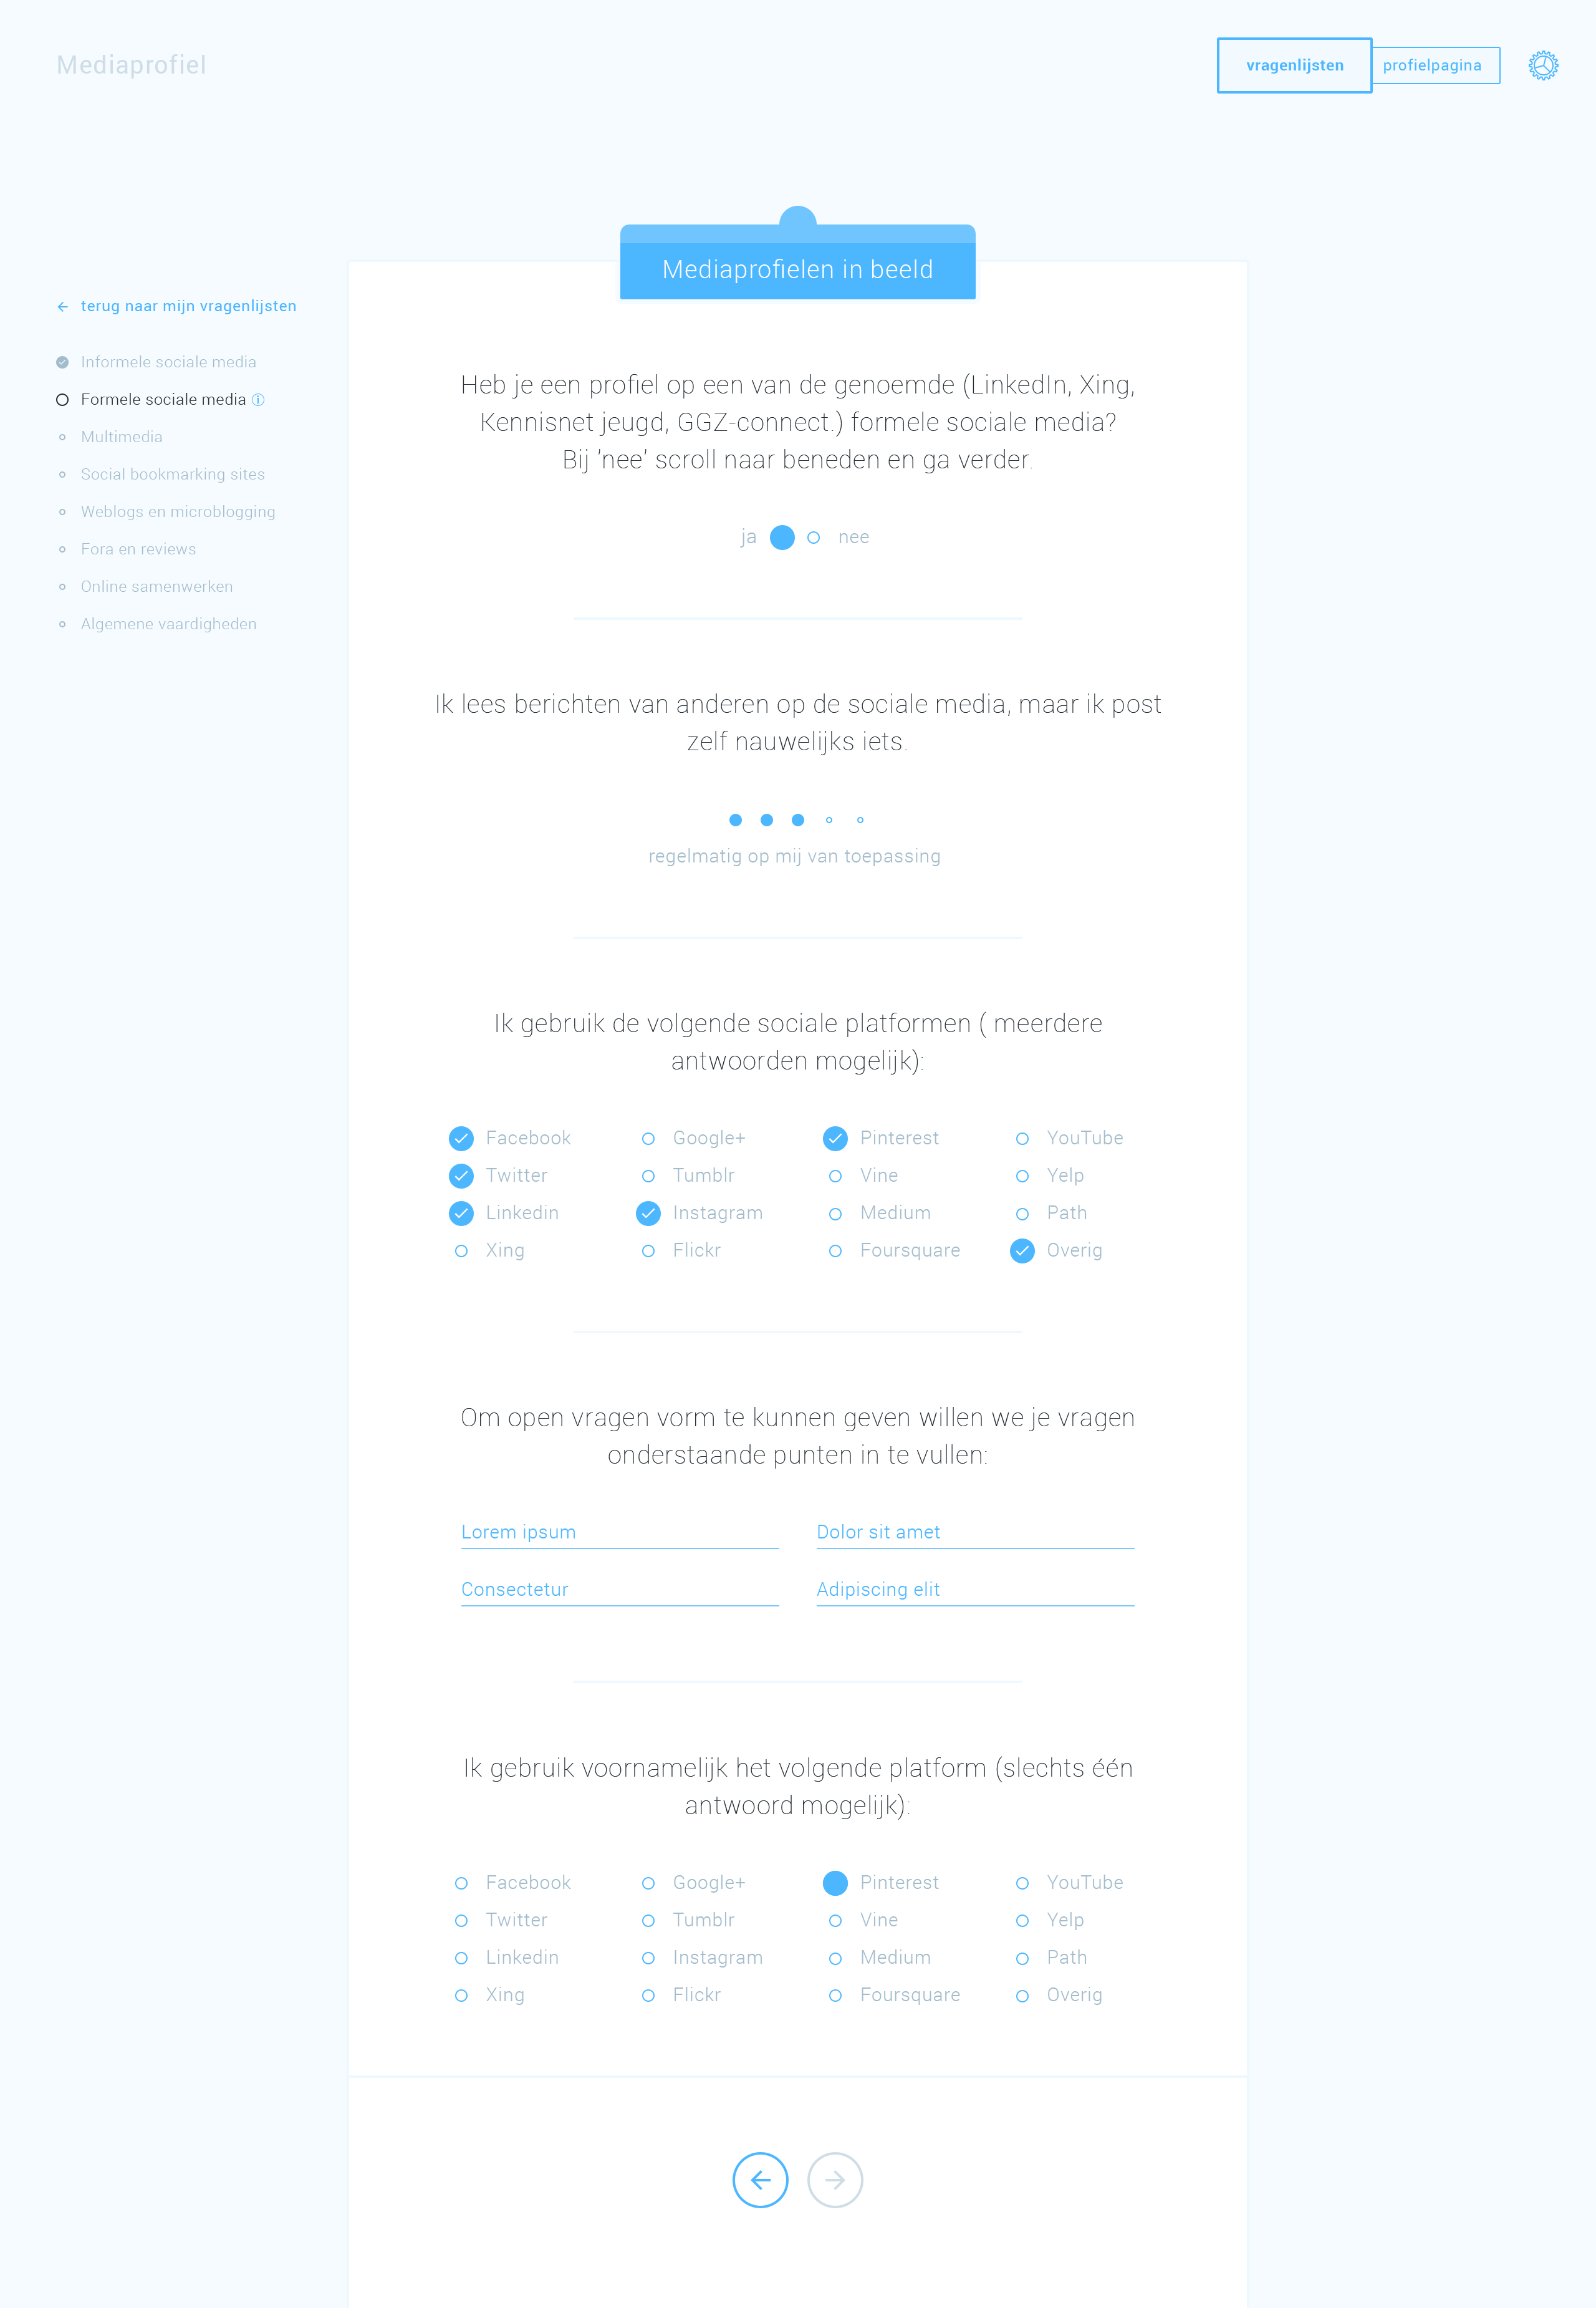 Mediaprofiel
vragenlijsten
profielpagina
Mediaprofielen in beeld
terug naar mijn vragenlijsten
Informele sociale media
Formele sociale media
Multimedia
Social bookmarking sites
Weblogs en microblogging
Fora en reviews
Online samenwerken
Algemene vaardigheden
Heb je een profiel op een van de genoemde (LinkedIn, Xing,
Kennisnet jeugd, GGZ-connect.) formele sociale media?
Bij 'nee' scroll naar beneden en ga verder.
ja nee
Ik lees berichten van anderen op de sociale media, maar ik post
zelf nauwelijks iets.
regelmatig op mij van toepassing
Ik gebruik de volgende sociale platformen ( meerdere
antwoorden mogelijk):
Facebook Google+ Pinterest YouTube
Twitter Tumblr Vine Yelp
Linkedin Instagram Medium Path
Xing Flickr Foursquare Overig
Om open vragen vorm te kunnen geven willen we je vragen
onderstaande punten in te vullen:
Lorem ipsum Dolor sit amet
Consectetur Adipiscing elit
Ik gebruik voornamelijk het volgende platform (slechts één
antwoord mogelijk):
Facebook Google+ Pinterest YouTube
Twitter Tumblr Vine Yelp
Linkedin Instagram Medium Path
Xing Flickr Foursquare Overig